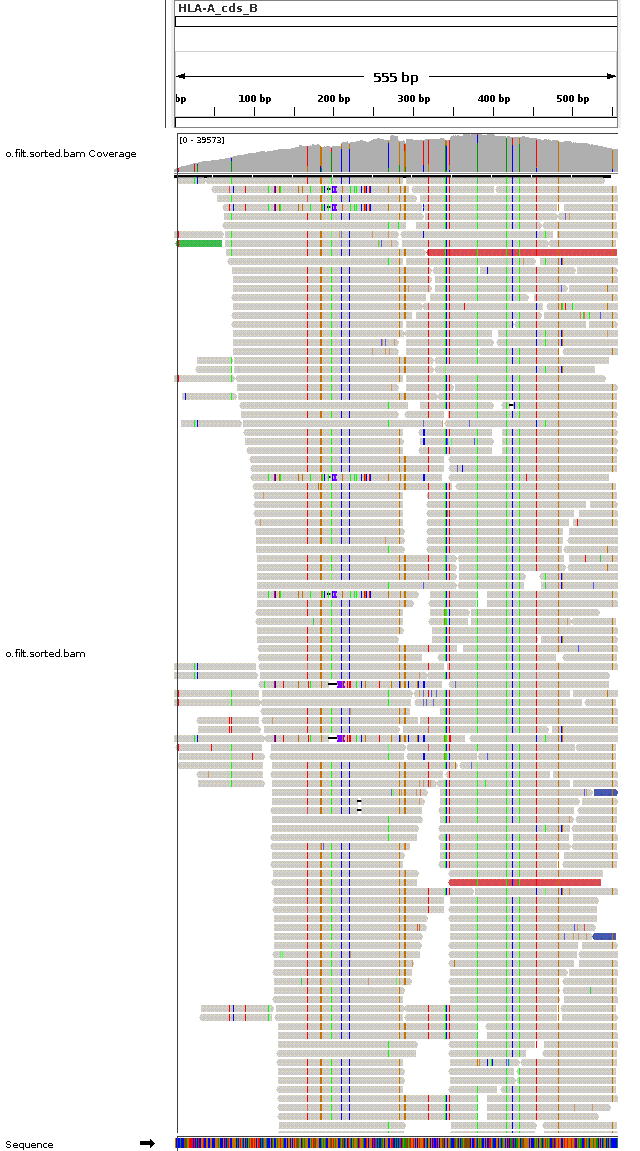 HLA-A_cds_B
555 bp
bp 100 bp 200 bp 300 bp 400 bp 500 bp
[0 - 39573]
o.filt.sorted.bam Coverage
o.filt.sorted.bam
Sequence